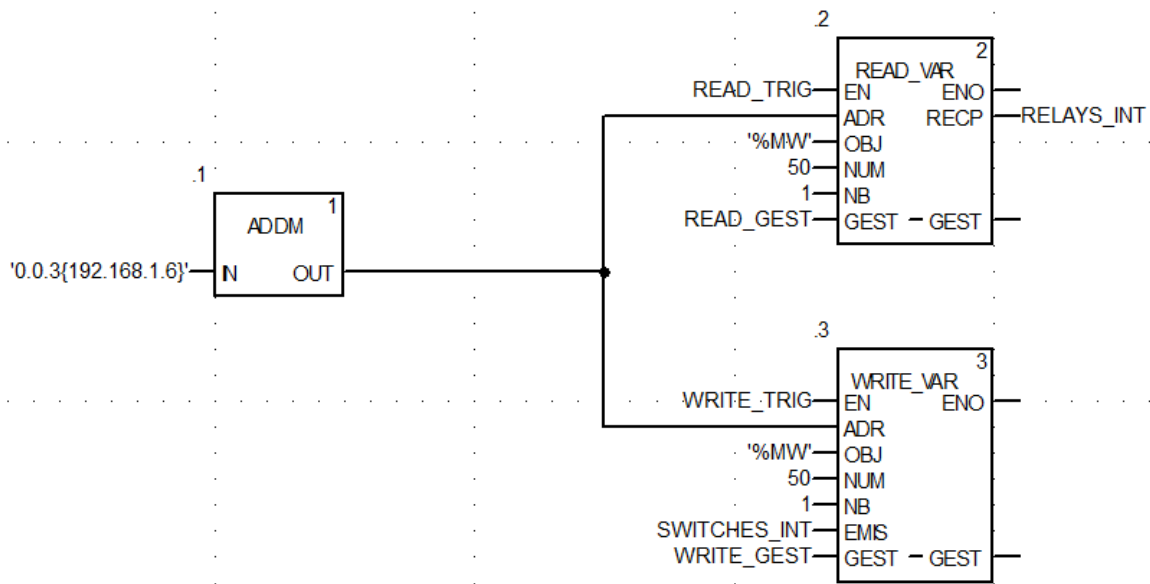 .1
1
ADDM
'0.0.3{192.168.1.6}' IN OUT
.2
2
READ_VAR
READ_TRIG EN ENO
ADR RECP RELAYS_INT
'%MW' OBJ
50 NUM
1 NB
READ_GEST GEST GEST
.3
3
WRITE_VAR
WRITE_TRIG EN ENO
ADR
'%MW' OBJ
50 NUM
1 NB
SWITCHES_INT EMIS
WRITE_GEST GEST GEST